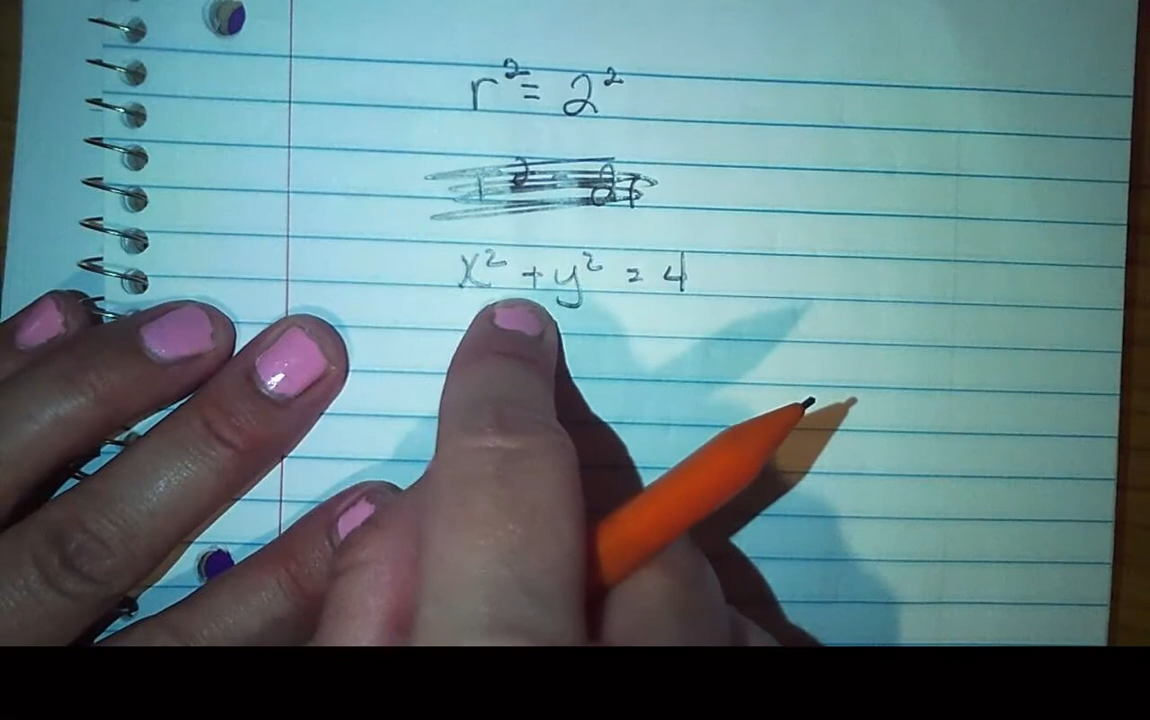 r² = 2²
x² + y² = 4